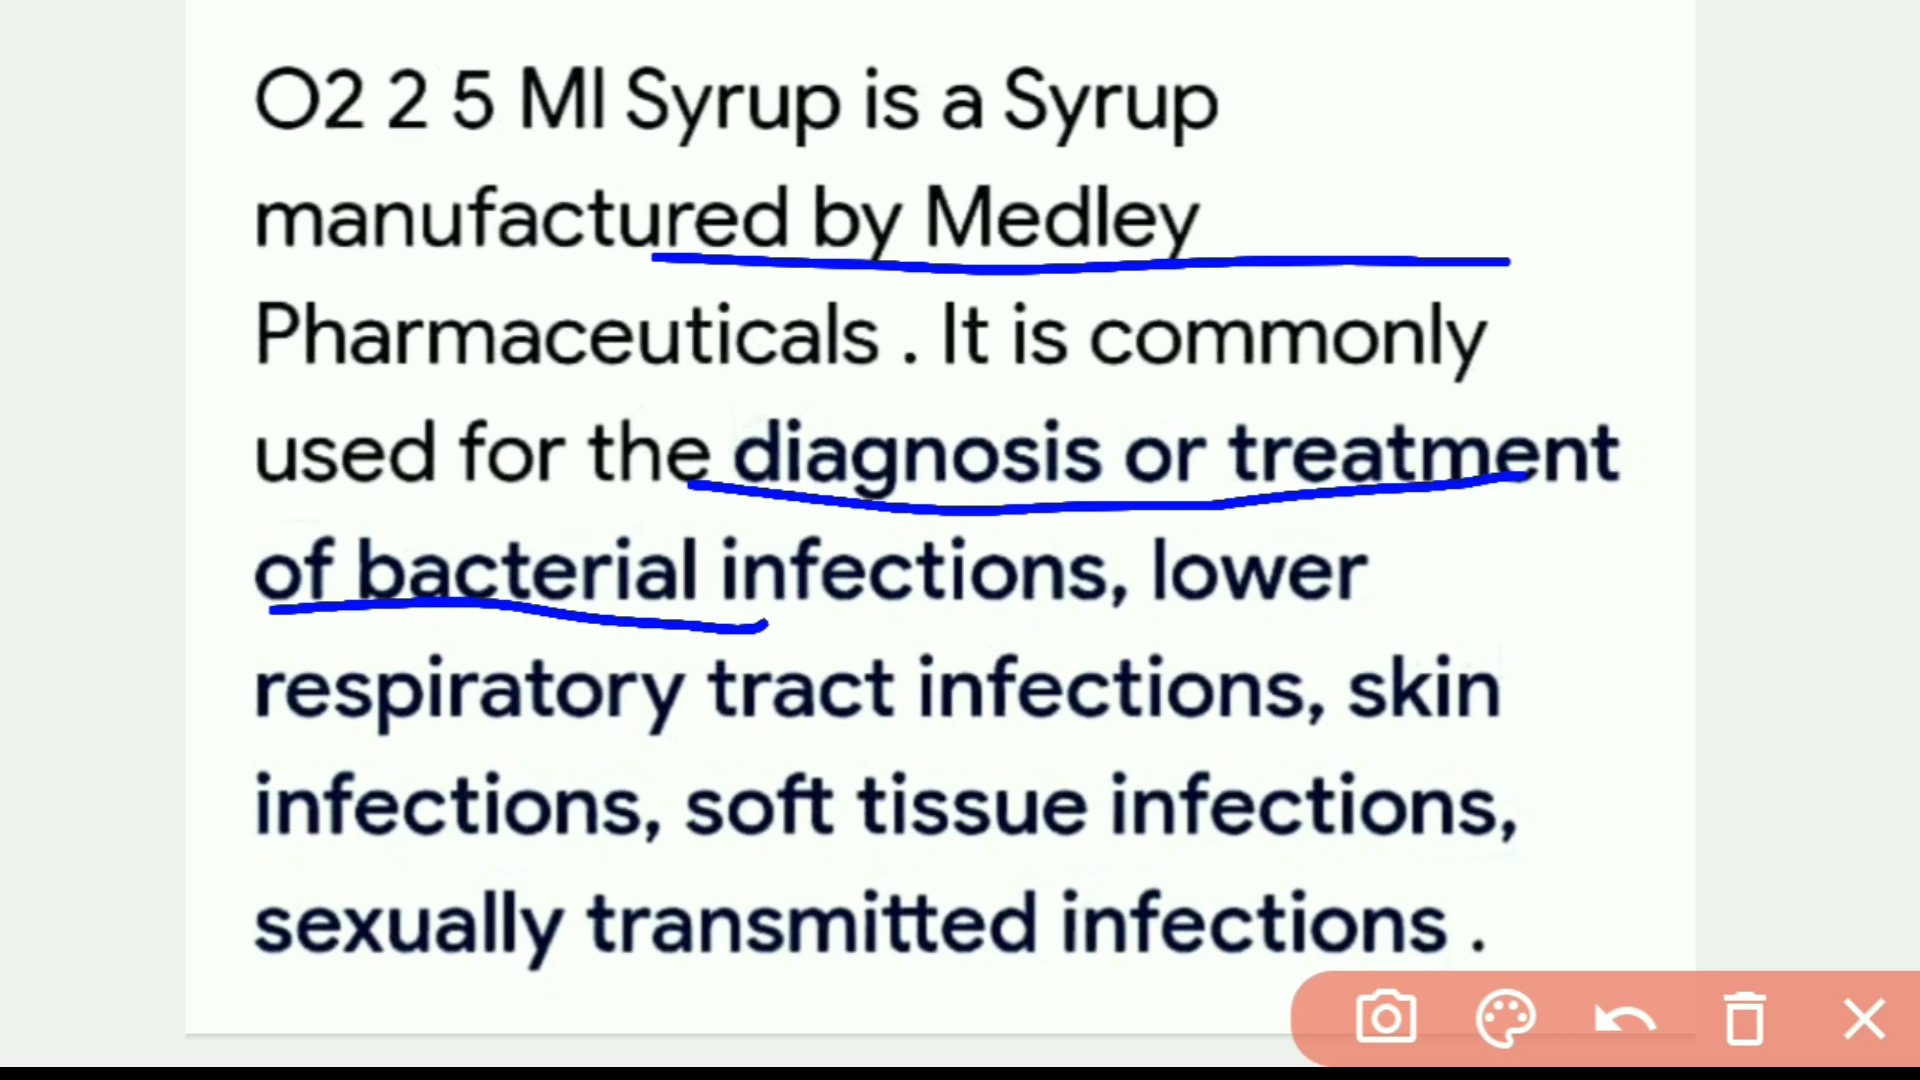 O2 2 5 Ml Syrup is a Syrup
manufactured by Medley
Pharmaceuticals . It is commonly
used for the diagnosis or treatment
of bacterial infections, lower
respiratory tract infections, skin
infections, soft tissue infections,
sexually transmitted infections .